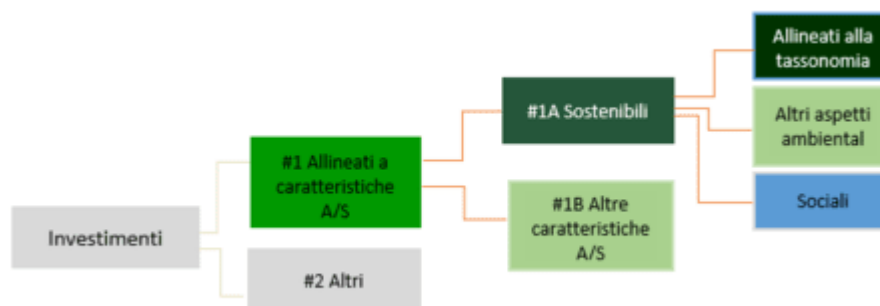 Investimenti
#1 Allineati a
caratteristiche
A/S
#2 Altri
#1A Sostenibili
#1B Altre
caratteristiche
A/S
Allineati alla
tassonomia
Altri aspetti
ambiental
Sociali